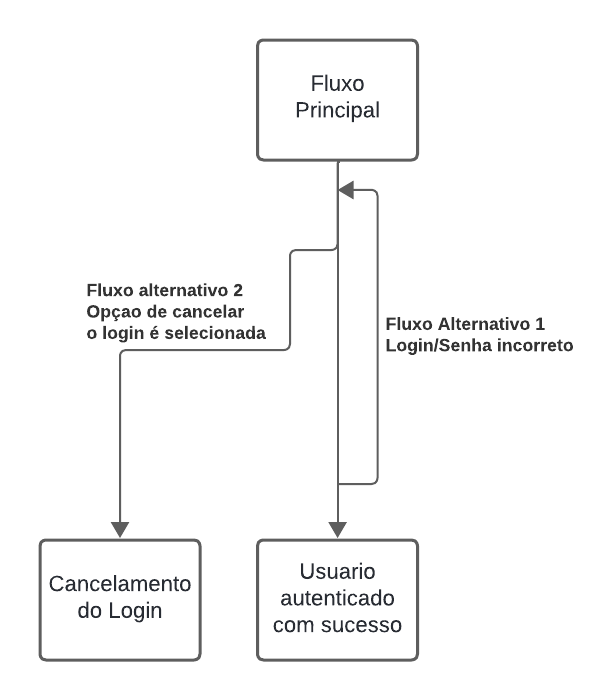 Fluxo
Principal
Fluxo alternativo 2
Opçao de cancelar
o login é selecionada
Fluxo Alternativo 1
Login/Senha incorreto
Cancelamento
do Login
Usuario
autenticado
com sucesso